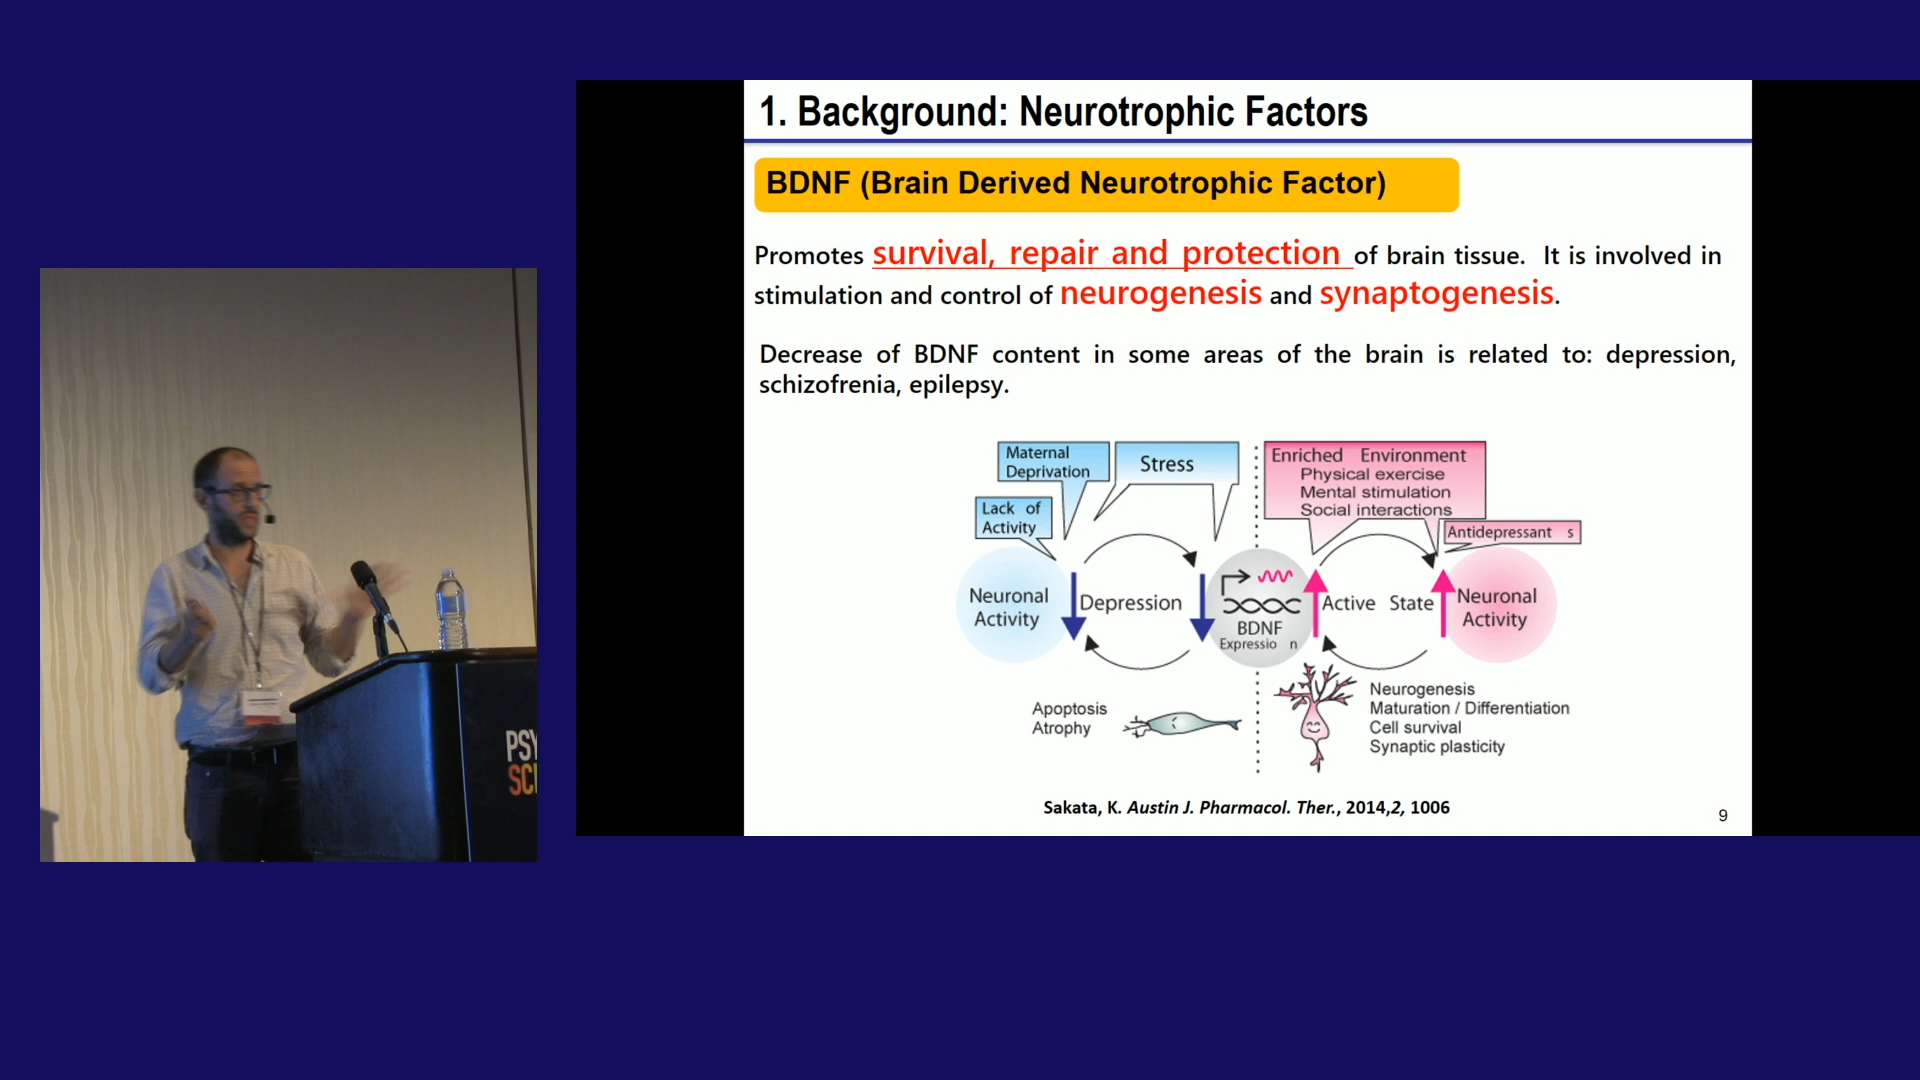 1. Background: Neurotrophic Factors
BDNF (Brain Derived Neurotrophic Factor)
Promotes survival, repair and protection of brain tissue. It is involved in
stimulation and control of neurogenesis and synaptogenesis.
Decrease of BDNF content in some areas of the brain is related to: depression,
schizofrenia, epilepsy.
Maternal
Deprivation
Stress
Lack of
Activity
Enriched Environment
Physical exercise
Mental stimulation
Social interactions
Antidepressant s
Neuronal
Activity
Depression
BDNF
Expressio n
Active State
Neuronal
Activity
Apoptosis
Atrophy
Neurogenesis
Maturation / Differentiation
Cell survival
Synaptic plasticity
Sakata, K. Austin J. Pharmacol. Ther., 2014,2, 1006
9
PSY
SCI